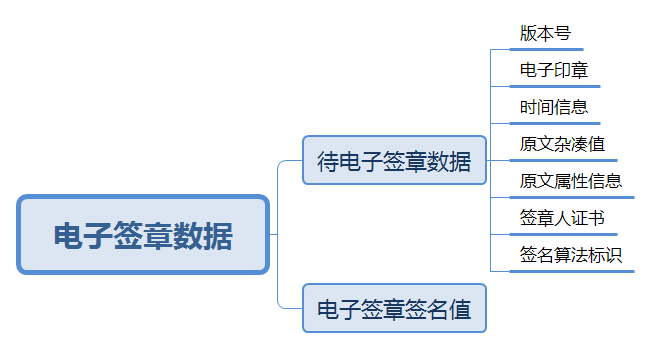 电子签章数据
待电子签章数据
版本号
电子印章
时间信息
原文杂凑值
原文属性信息
签章人证书
签名算法标识
电子签章签名值